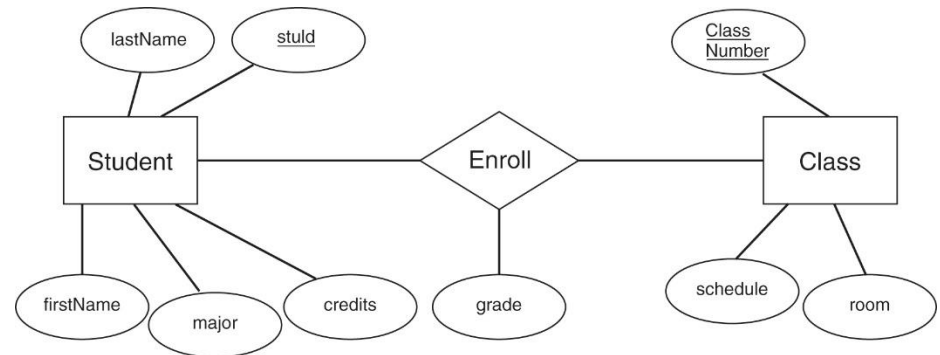 lastName
stuId
Class
Number
Student
Enroll
Class
firstName
major
credits
grade
schedule
room